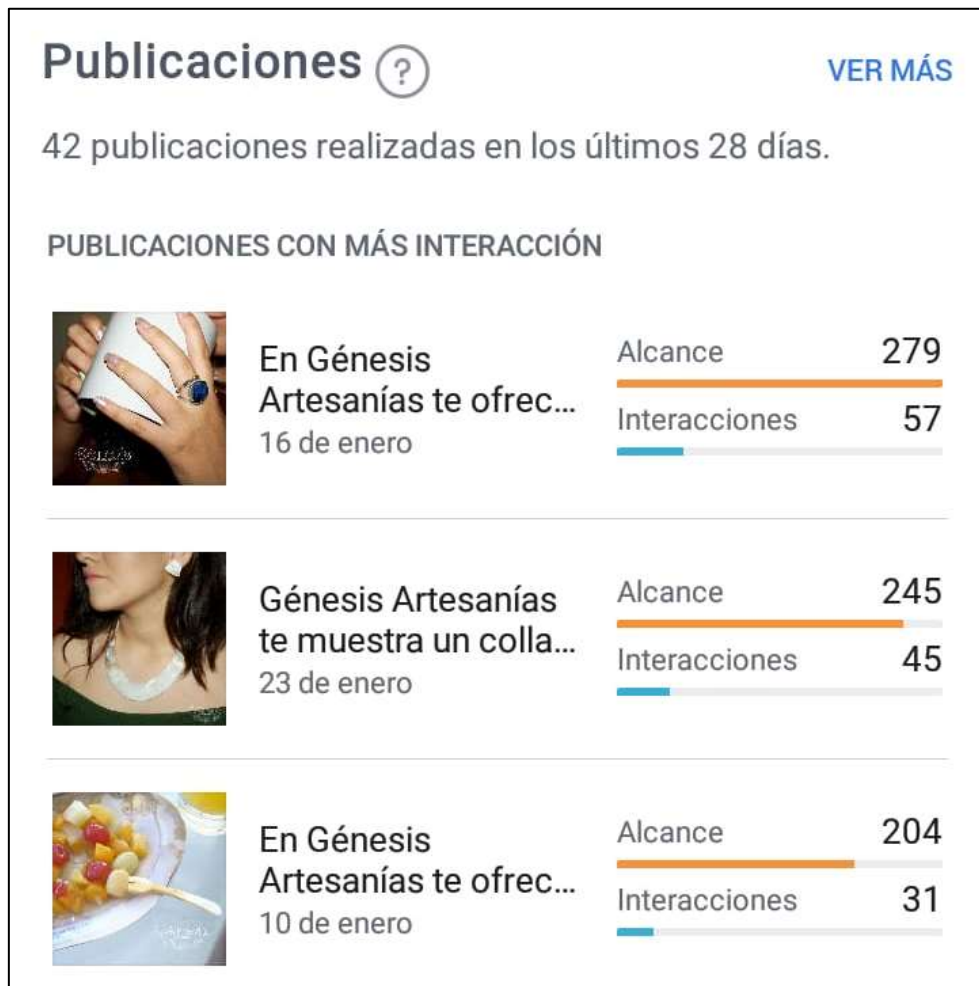 Publicaciones ?
VER MÁS
42 publicaciones realizadas en los últimos 28 días.
PUBLICACIONES CON MÁS INTERACCIÓN
En Génesis
Artesanías te ofrec...
16 de enero
Alcance 279
Interacciones 57
Génesis Artesanías
te muestra un colla...
23 de enero
Alcance 245
Interacciones 45
En Génesis
Artesanías te ofrec...
10 de enero
Alcance 204
Interacciones 31